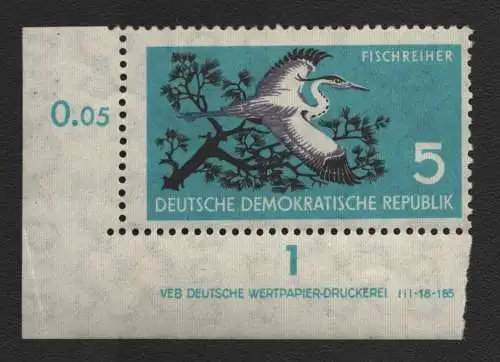 FISCHREIHER
0.05
5
DEUTSCHE DEMOKRATISCHE REPUBLIK
1
VEB DEUTSCHE WERTPAPIER-DRUCKEREI III-18-185